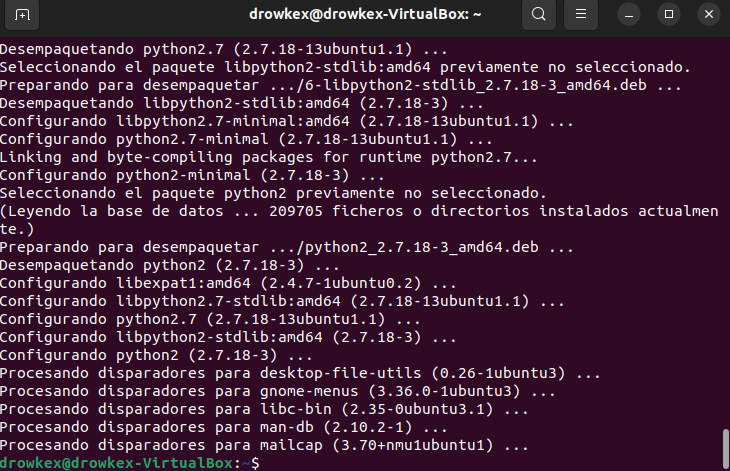 drowkex@drowkex-VirtualBox: ~
Desempaquetando python2.7 (2.7.18-13ubuntu1.1) ...
Seleccionando el paquete libpython2-stdlib:amd64 previamente no seleccionado.
Preparando para desempaquetar .../6-libpython2-stdlib_2.7.18-3_amd64.deb ...
Desempaquetando libpython2-stdlib:amd64 (2.7.18-3) ...
Configurando libpython2.7-minimal:amd64 (2.7.18-13ubuntu1.1) ...
Configurando python2.7-minimal (2.7.18-13ubuntu1.1) ...
Linking and byte-compiling packages for runtime python2.7...
Configurando python2-minimal (2.7.18-3) ...
Seleccionando el paquete python2 previamente no seleccionado.
(Leyendo la base de datos ... 209705 ficheros o directorios instalados actualmen
te.)
Preparando para desempaquetar .../python2_2.7.18-3_amd64.deb ...
Desempaquetando python2 (2.7.18-3) ...
Configurando libexpat1:amd64 (2.4.7-1ubuntu0.2) ...
Configurando libpython2.7-stdlib:amd64 (2.7.18-13ubuntu1.1) ...
Configurando python2.7 (2.7.18-13ubuntu1.1) ...
Configurando libpython2-stdlib:amd64 (2.7.18-3) ...
Configurando python2 (2.7.18-3) ...
Procesando disparadores para desktop-file-utils (0.26-1ubuntu3) ...
Procesando disparadores para gnome-menus (3.36.0-1ubuntu3) ...
Procesando disparadores para libc-bin (2.35-0ubuntu3.1) ...
Procesando disparadores para man-db (2.10.2-1) ...
Procesando disparadores para mailcap (3.70+nmu1ubuntu1) ...
drowkex@drowkex-VirtualBox:~$